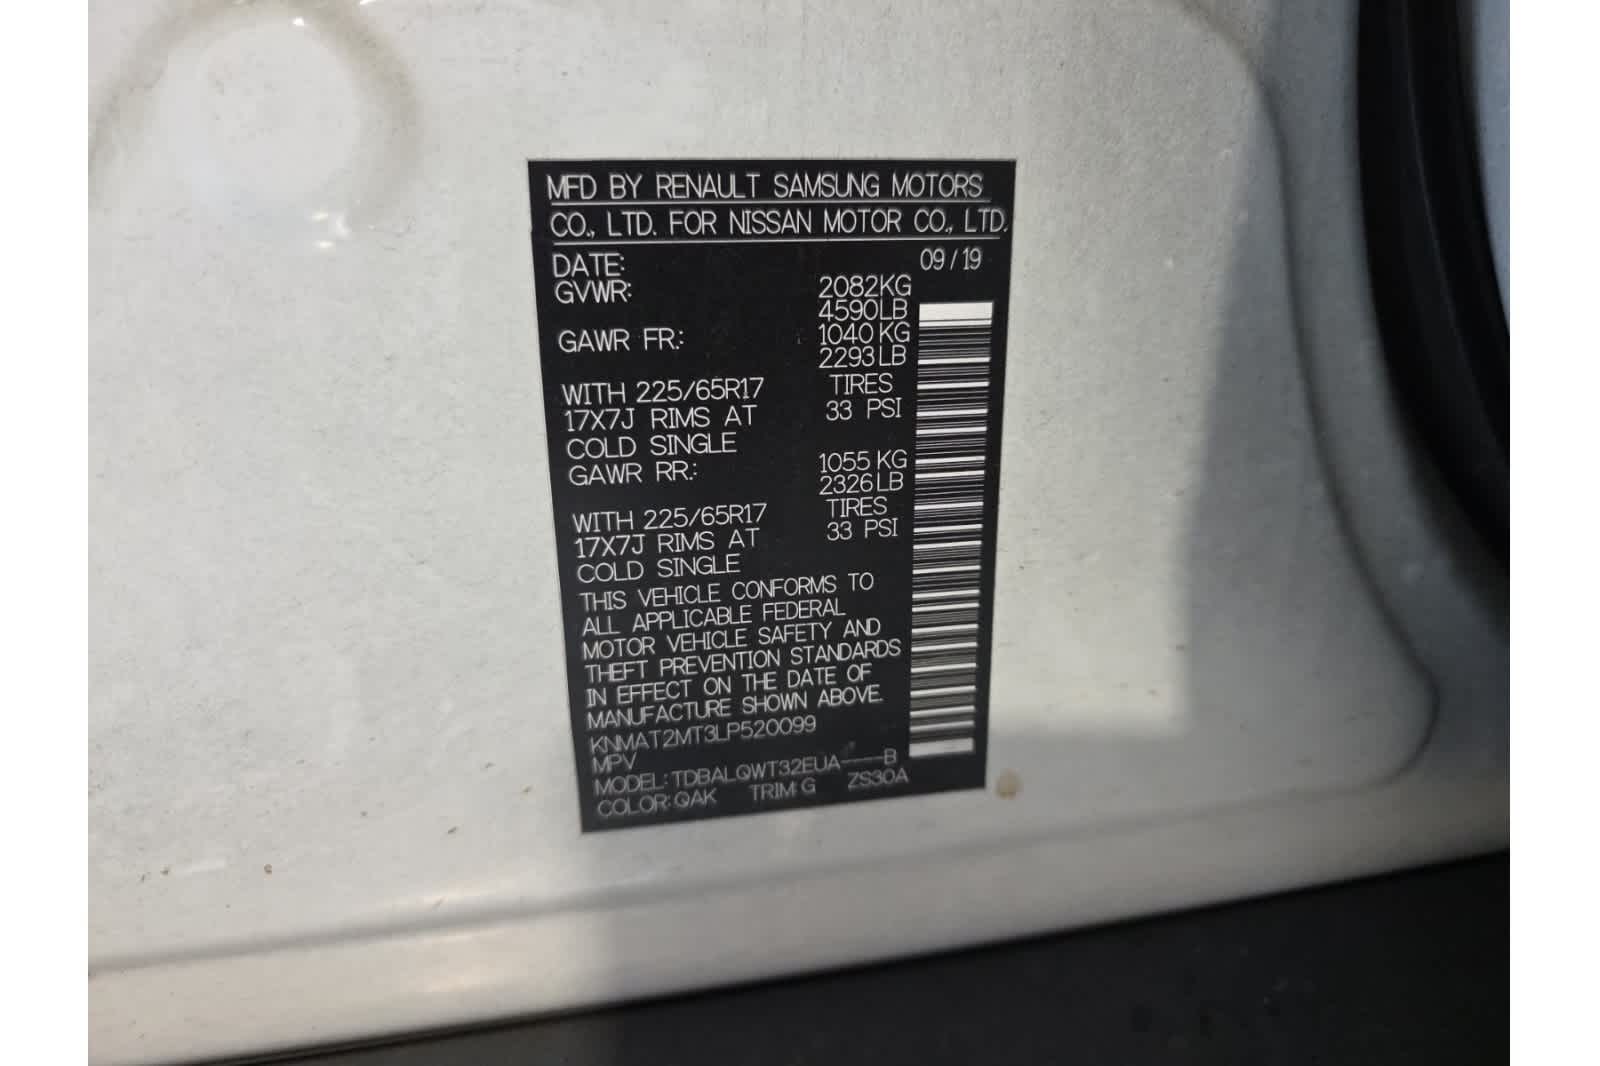 MFD BY RENAULT SAMSUNG MOTORS
CO., LTD. FOR NISSAN MOTOR CO., LTD.
DATE: 09/19
GVWR: 2082KG
4590LB
GAWR FR.: 1040KG
2293LB
WITH 225/65R17 TIRES
17X7J RIMS AT 33 PSI
COLD SINGLE
GAWR RR.: 1055KG
2326LB
WITH 225/65R17 TIRES
17X7J RIMS AT 33 PSI
COLD SINGLE
THIS VEHICLE CONFORMS TO
ALL APPLICABLE FEDERAL
MOTOR VEHICLE SAFETY AND
THEFT PREVENTION STANDARDS
IN EFFECT ON THE DATE OF
MANUFACTURE SHOWN ABOVE.
KNMAT2MT3LP520099
MPV
MODEL: TDBALQWT32EUA----B
COLOR: QAK TRIM: G ZS30A